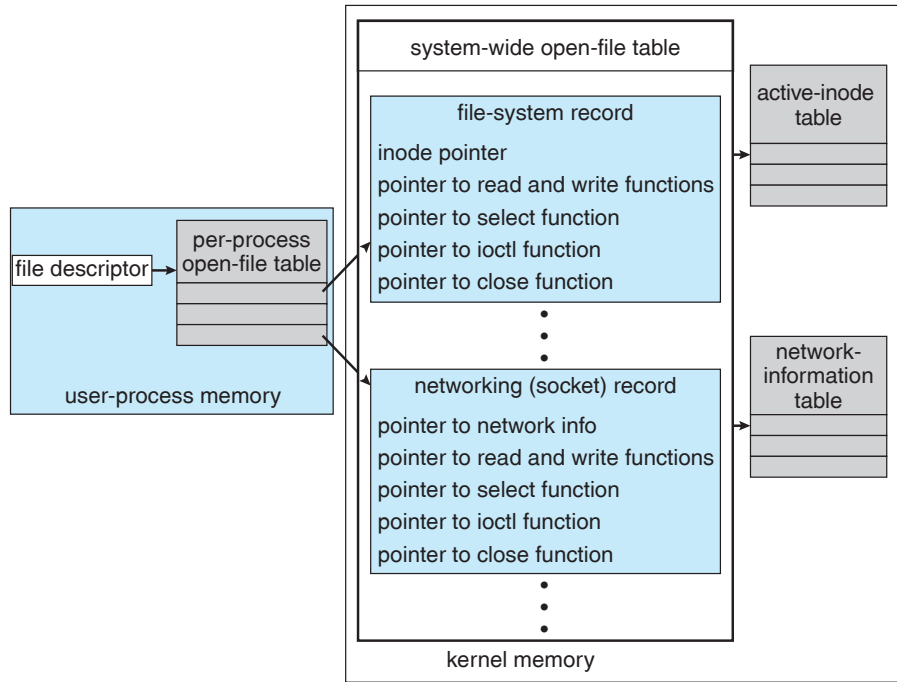 system-wide open-file table
file-system record
inode pointer
pointer to read and write functions
pointer to select function
pointer to ioctl function
pointer to close function
active-inode
table
per-process
open-file table
file descriptor
user-process memory
networking (socket) record
pointer to network info
pointer to read and write functions
pointer to select function
pointer to ioctl function
pointer to close function
network-
information
table
kernel memory